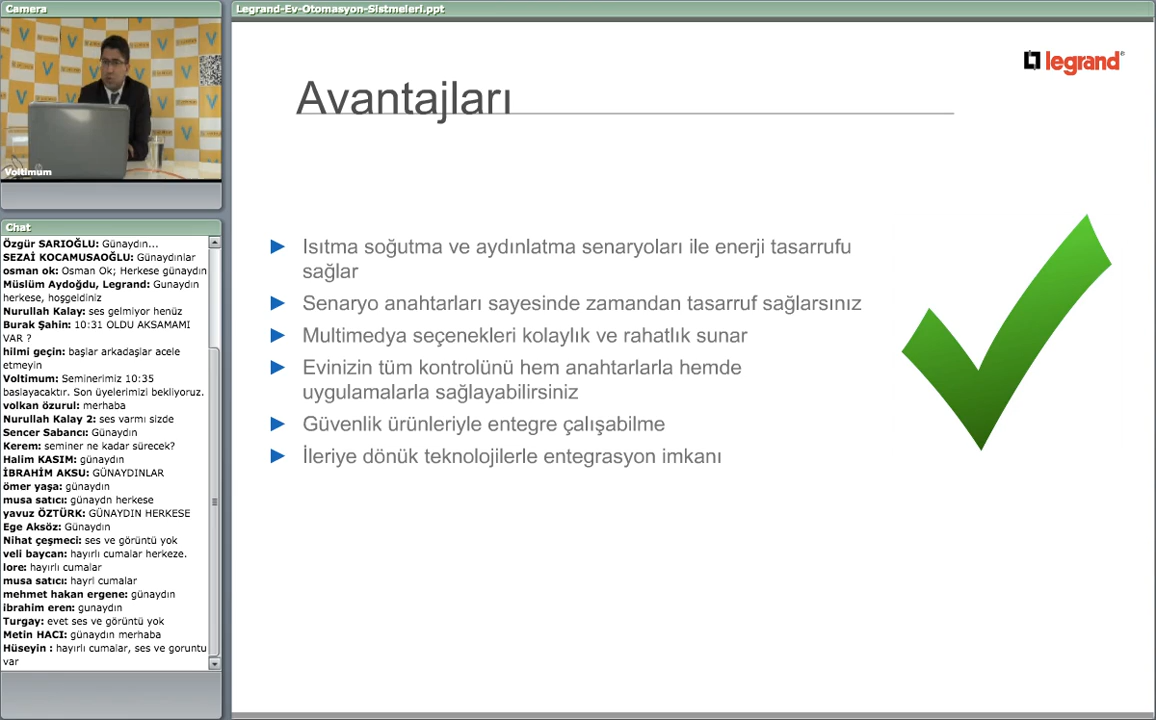 Camera
Voltimum
Chat
Özgür SARIOĞLU: Günaydın...
SEZAİ KOCAMUSAOĞLU: Günaydınlar
osman ok: Osman Ok; Herkese günaydın
Müslüm Aydoğdu, Legrand: Gunaydın
herkese, hoşgeldiniz
Nurullah Kalay: ses gelmiyor henüz
Burak Şahin: 10:31 OLDU AKSAMAMI
VAR ?
hilmi geçin: başlar arkadaşlar acele
etmeyin
Voltimum: Seminerimiz 10:35
baslayacaktır. Son üyelerimizi bekliyoruz.
volkan özurul: merhaba
Nurullah Kalay 2: ses varmı sizde
Sencer Sabancı: Günaydın
Kerem: seminer ne kadar sürecek?
Halim KASIM: günaydın
İBRAHİM AKSU: GÜNAYDINLAR
ömer yaşa: günaydın
musa satıcı: günaydn herkese
yavuz ÖZTÜRK: GÜNAYDIN HERKESE
Ege Aksöz: Günaydın
Nihat çeşmeci: ses ve görüntü yok
veli baycan: hayırlı cumalar herkeze.
lore: hayırlı cumalar
musa satıcı: hayrl cumalar
mehmet hakan ergene: günaydın
ibrahim eren: gunaydın
Turgay: evet ses ve görüntü yok
Metin HACI: günaydın merhaba
Hüseyin : hayırlı cumalar, ses ve goruntu
var
Legrand-Ev-Otomasyon-Sistmeleri.ppt
legrand®
Avantajları
Isıtma soğutma ve aydınlatma senaryoları ile enerji tasarrufu
sağlar
Senaryo anahtarları sayesinde zamandan tasarruf sağlarsınız
Multimedya seçenekleri kolaylık ve rahatlık sunar
Evinizin tüm kontrolünü hem anahtarlarla hemde
uygulamalarla sağlayabilirsiniz
Güvenlik ürünleriyle entegre çalışabilme
İleriye dönük teknolojilerle entegrasyon imkanı